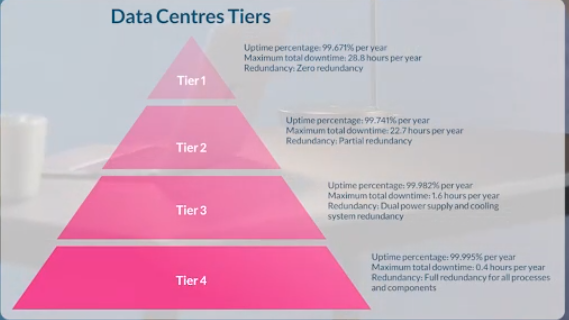 Data Centres Tiers
Tier 1
Uptime percentage: 99.671% per year
Maximum total downtime: 28.8 hours per year
Redundancy: Zero redundancy
Tier 2
Uptime percentage: 99.741% per year
Maximum total downtime: 22.7 hours per year
Redundancy: Partial redundancy
Tier 3
Uptime percentage: 99.982% per year
Maximum total downtime: 1.6 hours per year
Redundancy: Dual power supply and cooling
system redundancy
Tier 4
Uptime percentage: 99.995% per year
Maximum total downtime: 0.4 hours per year
Redundancy: Full redundancy for all processes
and components